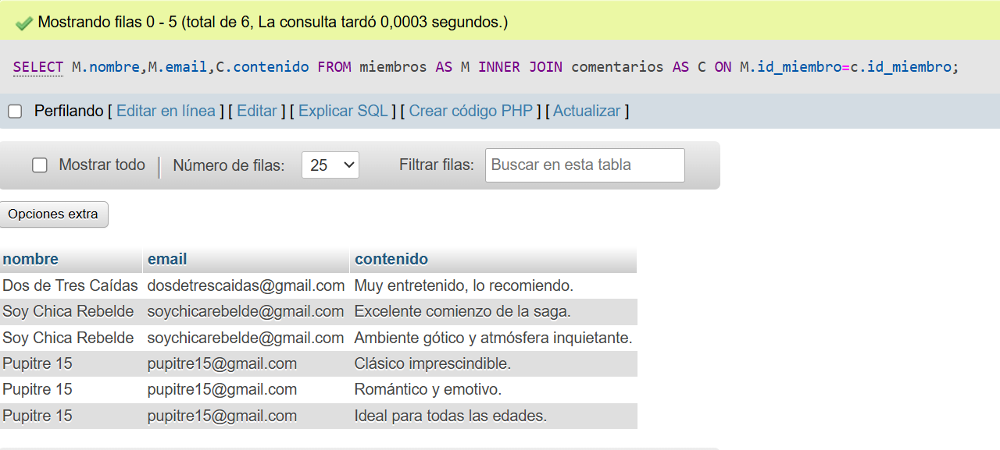 Mostrando filas 0 - 5 (total de 6, La consulta tardó 0,0003 segundos.)
SELECT M.nombre,M.email,C.contenido FROM miembros AS M INNER JOIN comentarios AS C ON M.id_miembro=c.id_miembro;
Perfilando [ Editar en línea ] [ Editar ] [ Explicar SQL ] [ Crear código PHP ] [ Actualizar ]
Mostrar todo | Número de filas: 25 Filtrar filas: Buscar en esta tabla
Opciones extra
nombre email contenido
Dos de Tres Caídas dosdetrescaidas@gmail.com Muy entretenido, lo recomiendo.
Soy Chica Rebelde soychicarebelde@gmail.com Excelente comienzo de la saga.
Soy Chica Rebelde soychicarebelde@gmail.com Ambiente gótico y atmósfera inquietante.
Pupitre 15 pupitre15@gmail.com Clásico imprescindible.
Pupitre 15 pupitre15@gmail.com Romántico y emotivo.
Pupitre 15 pupitre15@gmail.com Ideal para todas las edades.